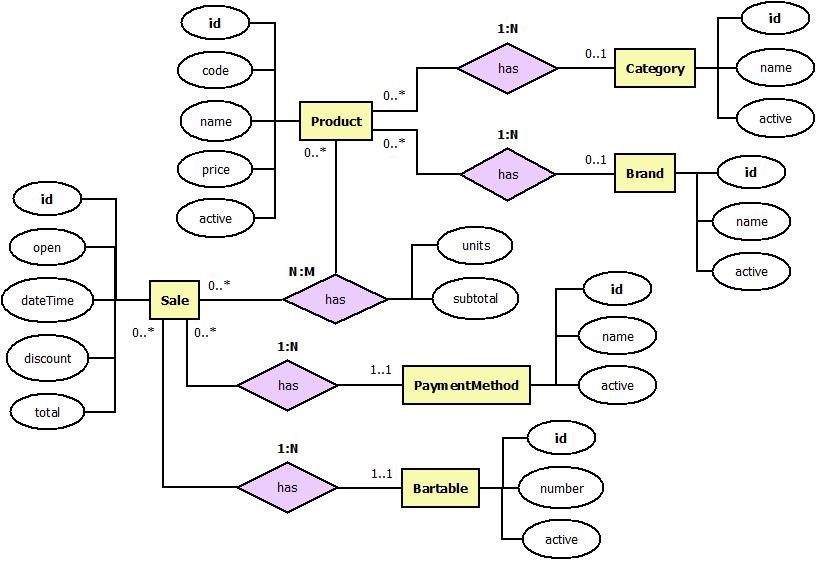 id
1:N
id
code
0..*
has
0..1
Category
name
name
Product
active
price
0..*
0..*
1:N
has
0..1
Brand
id
active
name
active
id
open
dateTime
discount
total
Sale
0..*
N:M
has
units
subtotal
0..*
0..*
1:N
has
1..1
PaymentMethod
id
name
active
1:N
has
1..1
Bartable
id
number
active